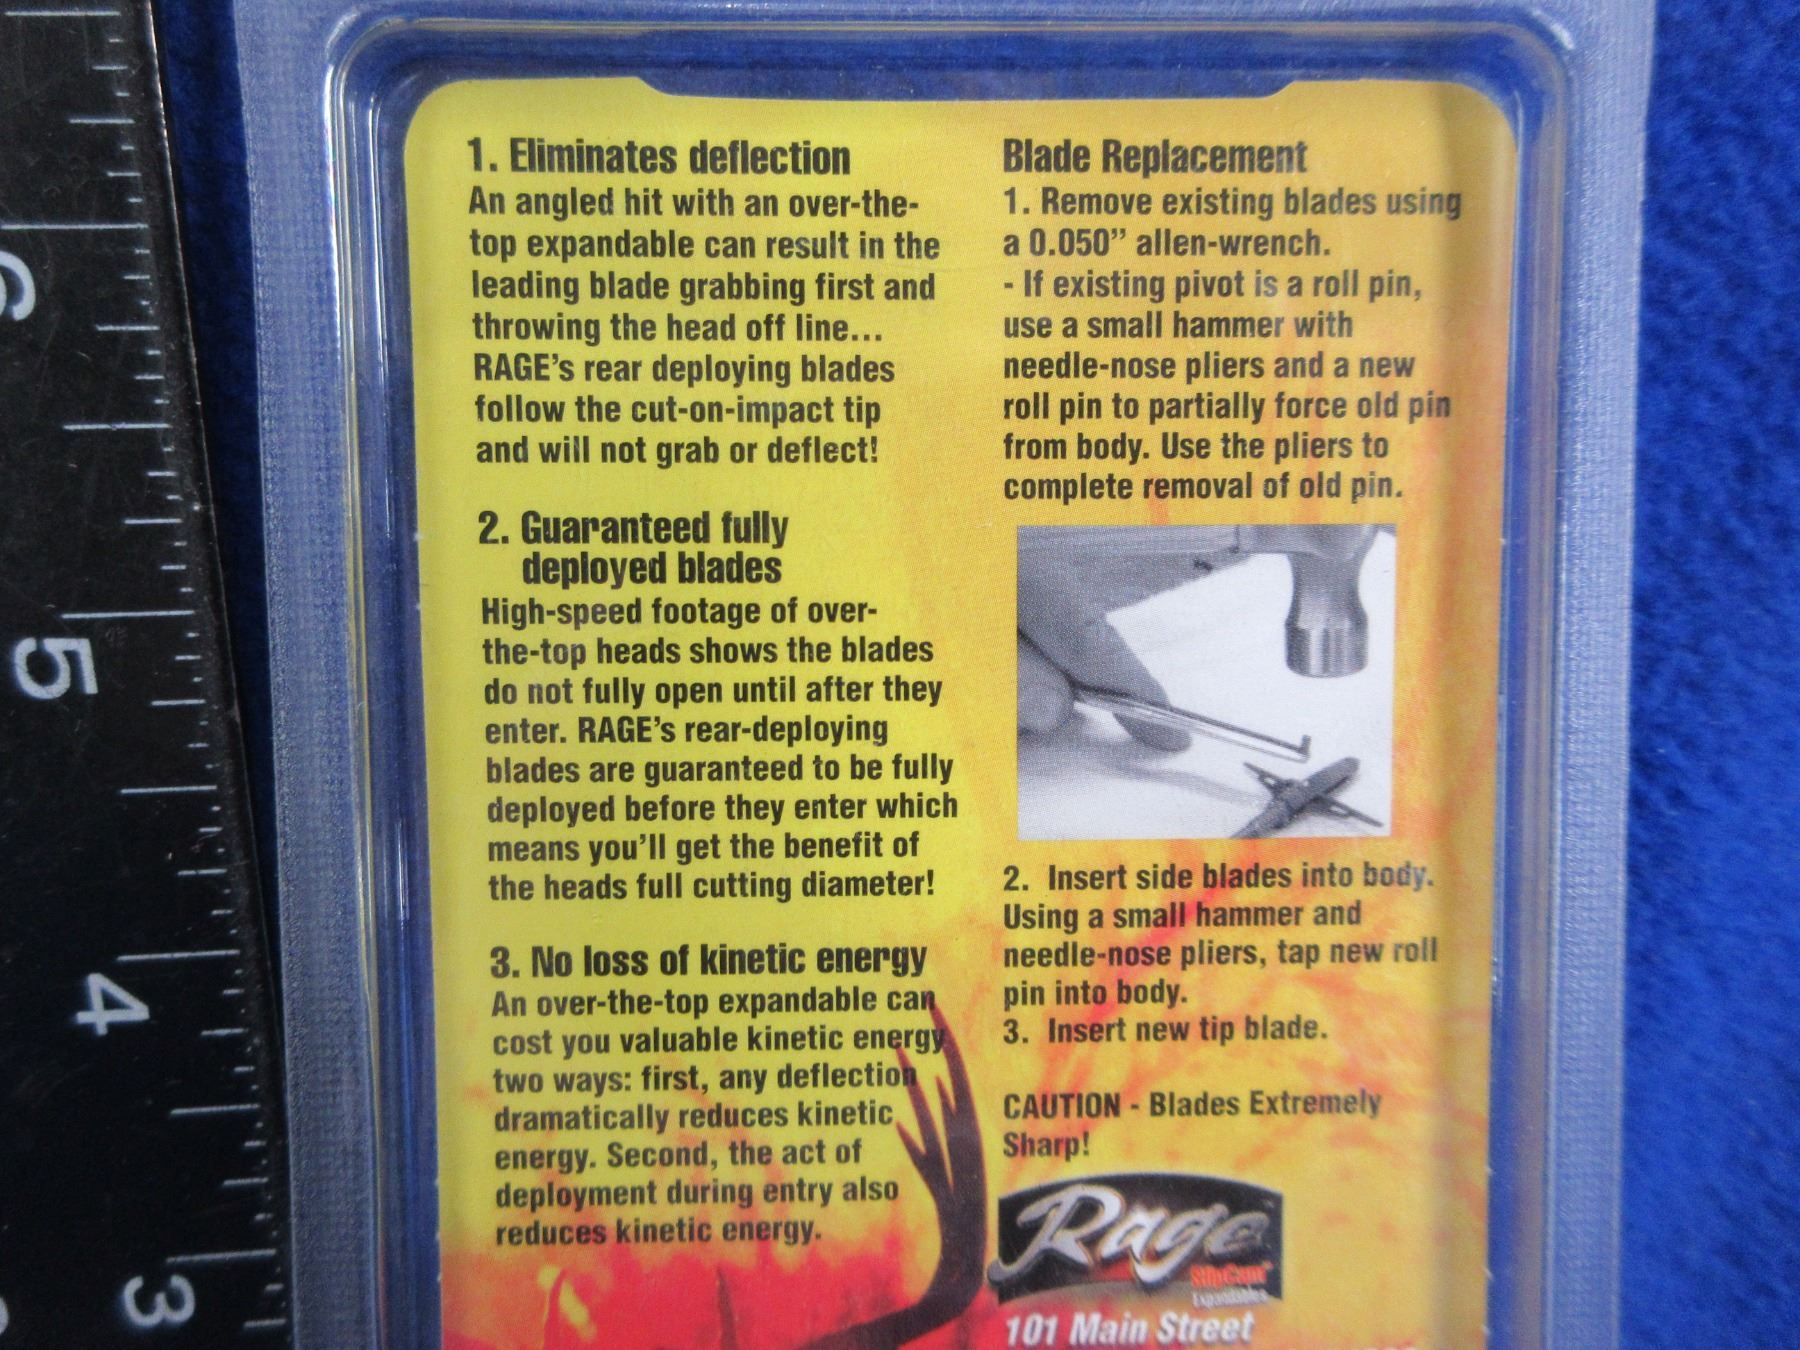 1. Eliminates deflection
An angled hit with an over-the-
top expandable can result in the
leading blade grabbing first and
throwing the head off line...
RAGE's rear deploying blades
follow the cut-on-impact tip
and will not grab or deflect!
2. Guaranteed fully
deployed blades
High-speed footage of over-
the-top heads shows the blades
do not fully open until after they
enter. RAGE's rear-deploying
blades are guaranteed to be fully
deployed before they enter which
means you'll get the benefit of
the heads full cutting diameter!
3. No loss of kinetic energy
An over-the-top expandable can
cost you valuable kinetic energy
two ways: first, any deflection
dramatically reduces kinetic
energy. Second, the act of
deployment during entry also
reduces kinetic energy.
Blade Replacement
1. Remove existing blades using
a 0.050” allen-wrench.
- If existing pivot is a roll pin,
use a small hammer with
needle-nose pliers and a new
roll pin to partially force old pin
from body. Use the pliers to
complete removal of old pin.
2. Insert side blades into body.
Using a small hammer and
needle-nose pliers, tap new roll
pin into body.
3. Insert new tip blade.
CAUTION - Blades Extremely
Sharp!
Rage™
SlipCam™
Expandables
101 Main Street
6
5
4
3